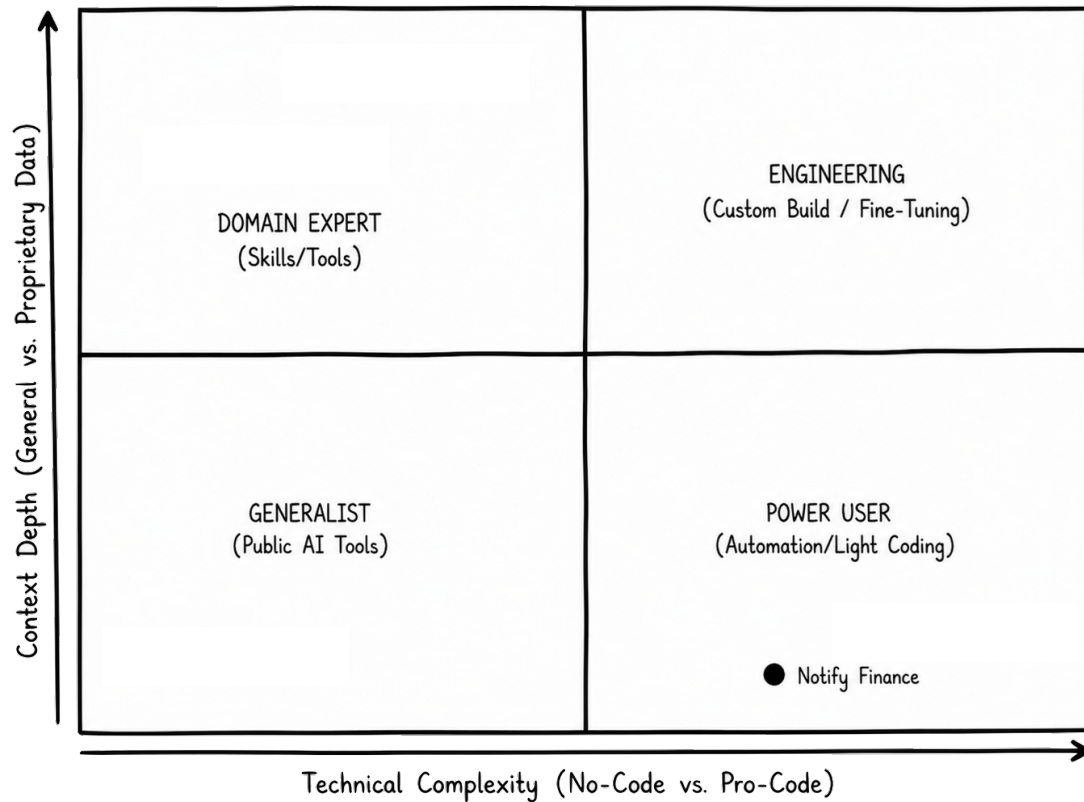 Context Depth (General vs. Proprietary Data)
DOMAIN EXPERT
(Skills/Tools)
ENGINEERING
(Custom Build / Fine-Tuning)
GENERALIST
(Public AI Tools)
POWER USER
(Automation/Light Coding)
Notify Finance
Technical Complexity (No-Code vs. Pro-Code)